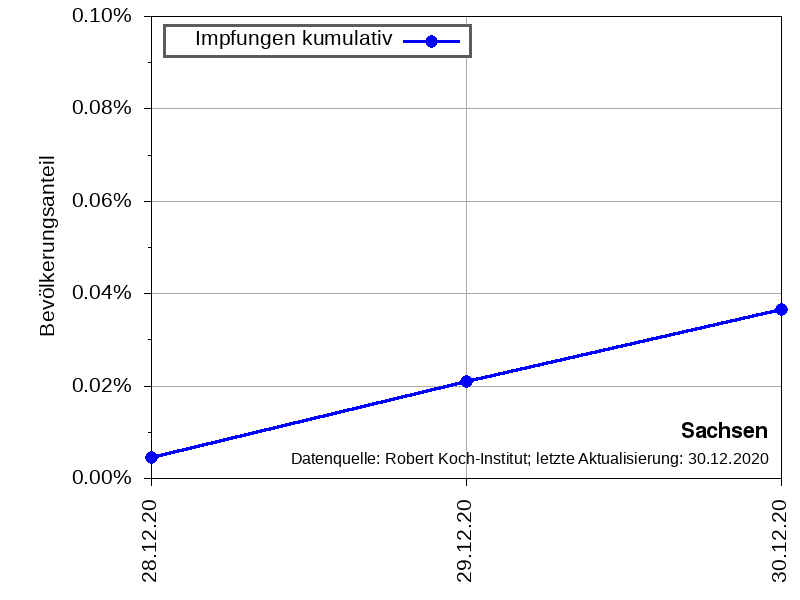 0.10%
Impfungen kumulativ
0.08%
0.06%
0.04%
0.02%
0.00%
Bevölkerungsanteil
Sachsen
Datenquelle: Robert Koch-Institut; letzte Aktualisierung: 30.12.2020
28.12.20
29.12.20
30.12.20